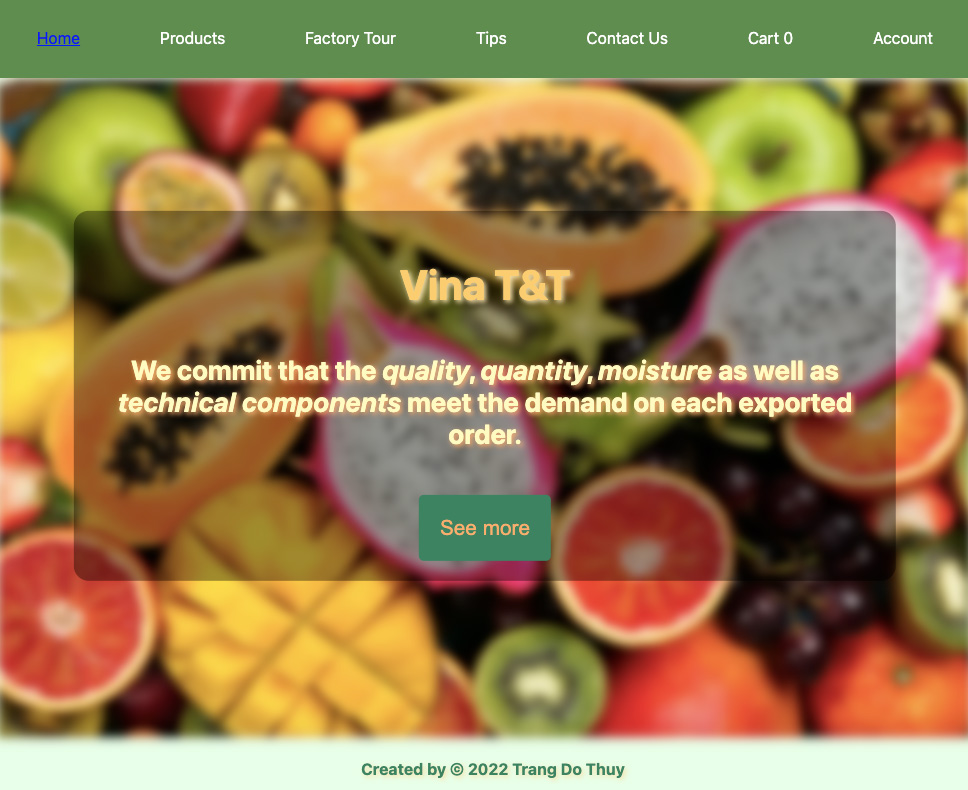 Home Products Factory Tour Tips Contact Us Cart 0 Account
Vina T&T
We commit that the quality, quantity, moisture as well as
technical components meet the demand on each exported
order.
See more
Created by © 2022 Trang Do Thuy